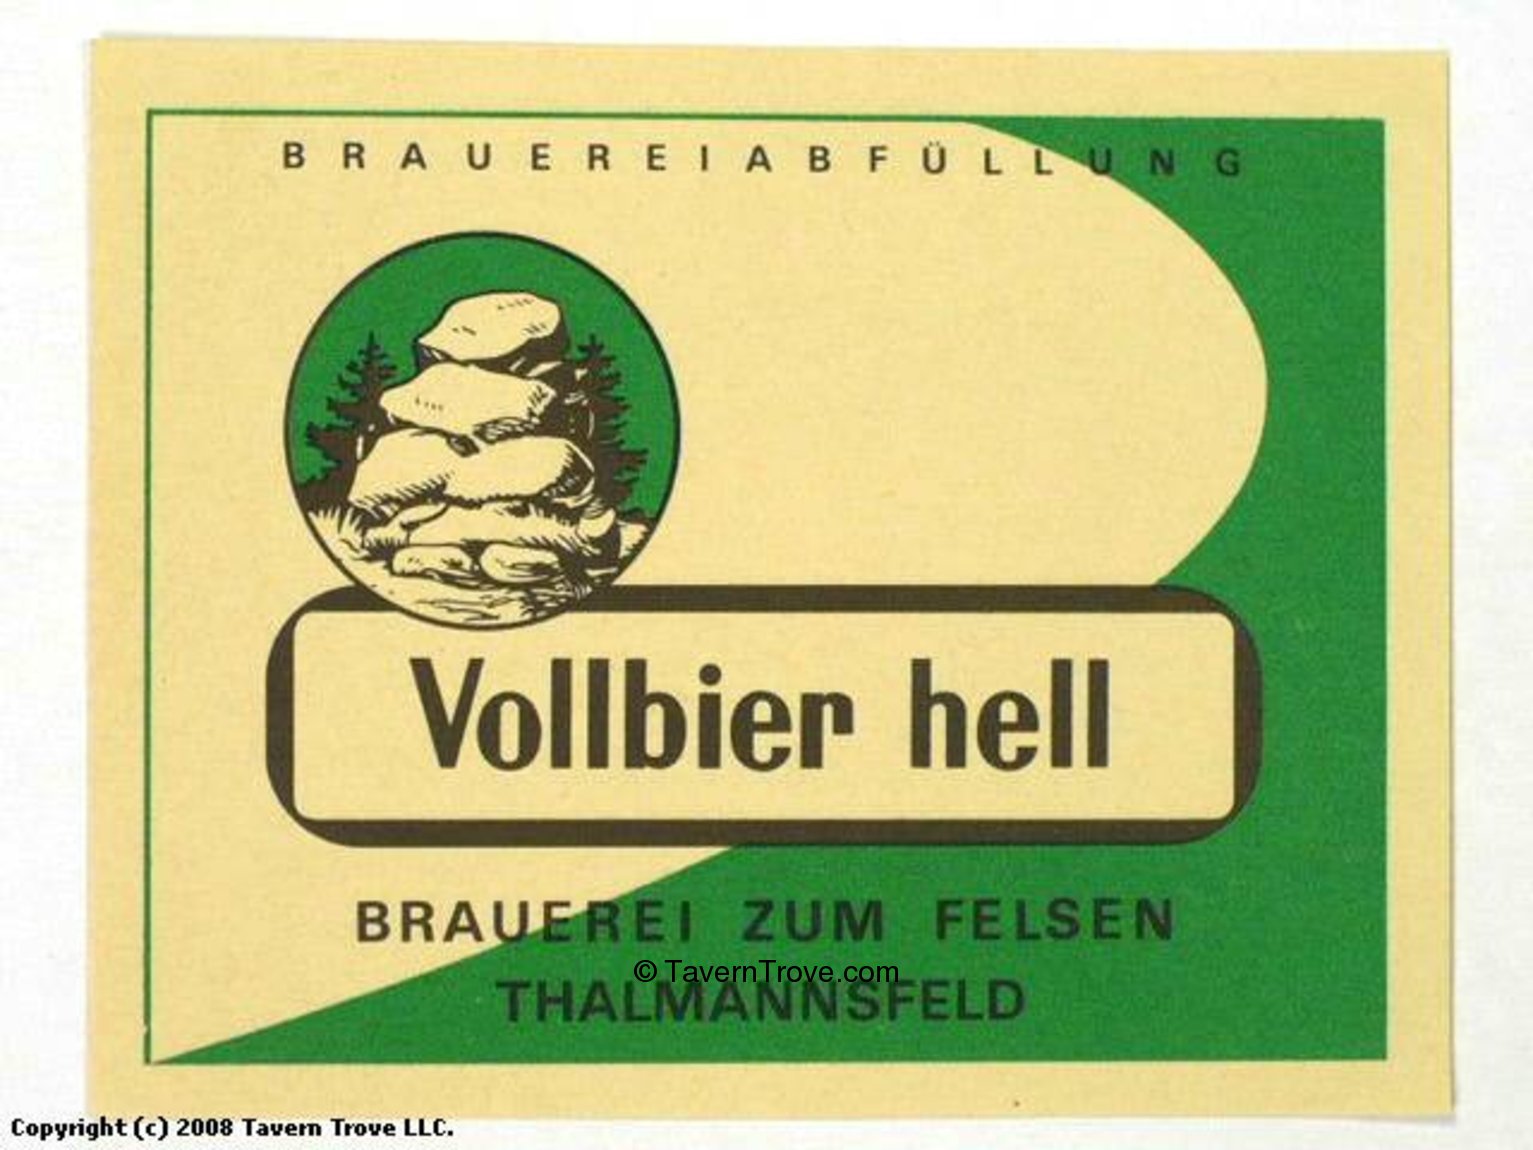 BRAUEREIABFÜLLUNG
Vollbier hell
BRAUEREI ZUM FELSEN
© TavernTrove.com
THALMANNSFELD
Copyright (c) 2008 Tavern Trove LLC.